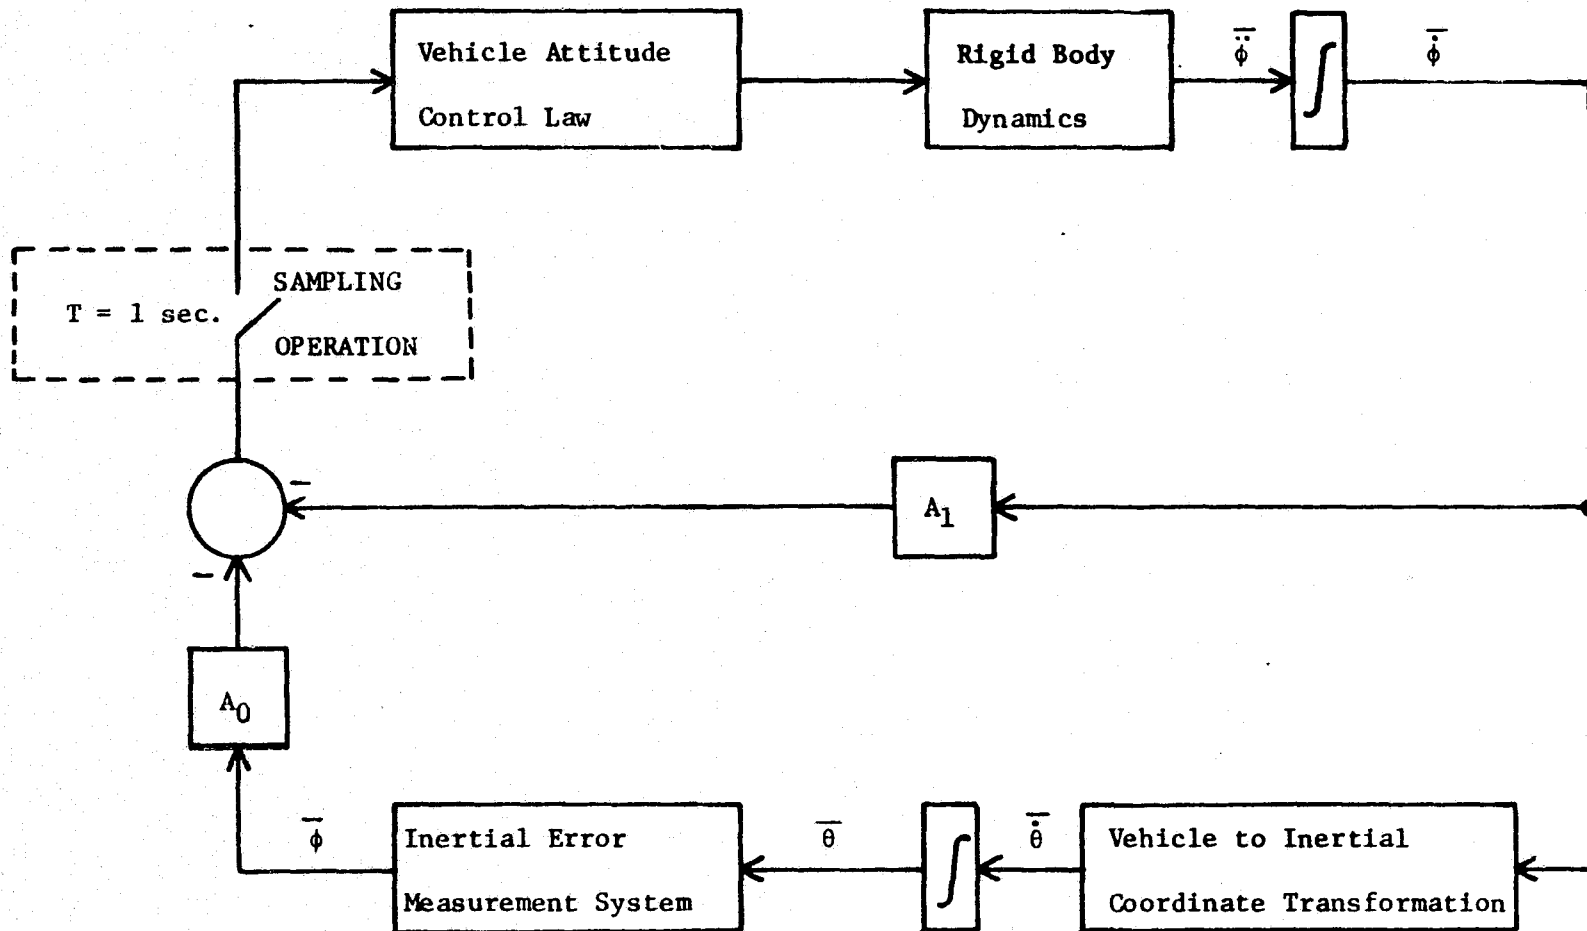 Vehicle Attitude
Control Law
Rigid Body
Dynamics
φ̈̅
∫
φ̇̅
T = 1 sec.
SAMPLING
OPERATION
−
A₁
−
A₀
φ̅
Inertial Error
Measurement System
θ̅
∫
θ̇̅
Vehicle to Inertial
Coordinate Transformation